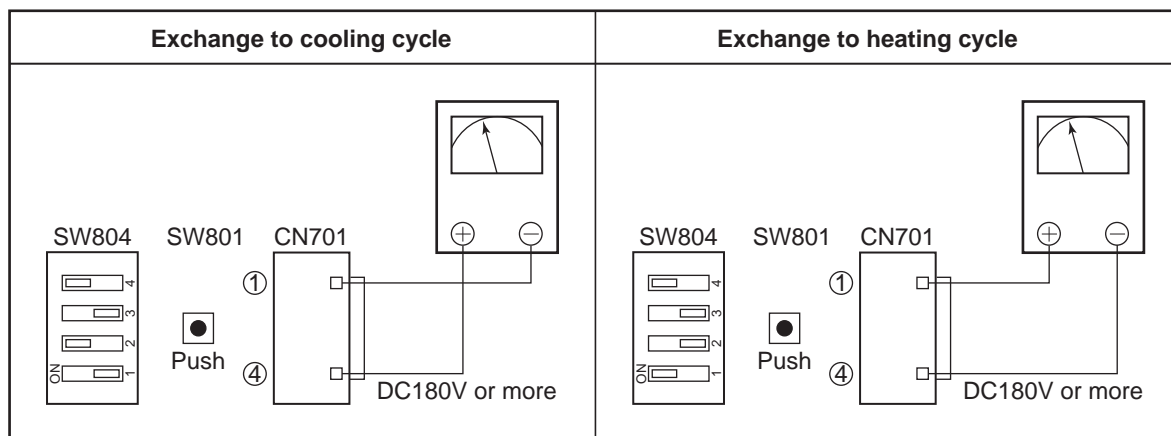 Exchange to cooling cycle
SW804 SW801 CN701
+ −
4
3
2
1
ON
Push
①
④
DC180V or more
Exchange to heating cycle
SW804 SW801 CN701
+ −
4
3
2
1
ON
Push
①
④
DC180V or more